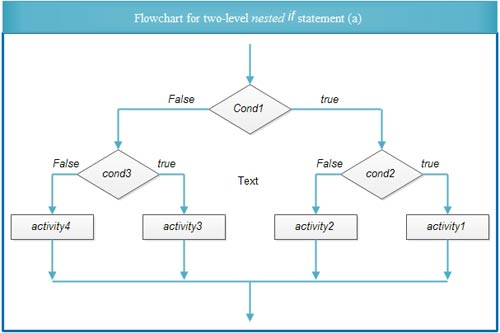 Flowchart for two-level nested if statement (a)
False
Cond1
true
False
cond3
true
Text
False
cond2
true
activity4
activity3
activity2
activity1